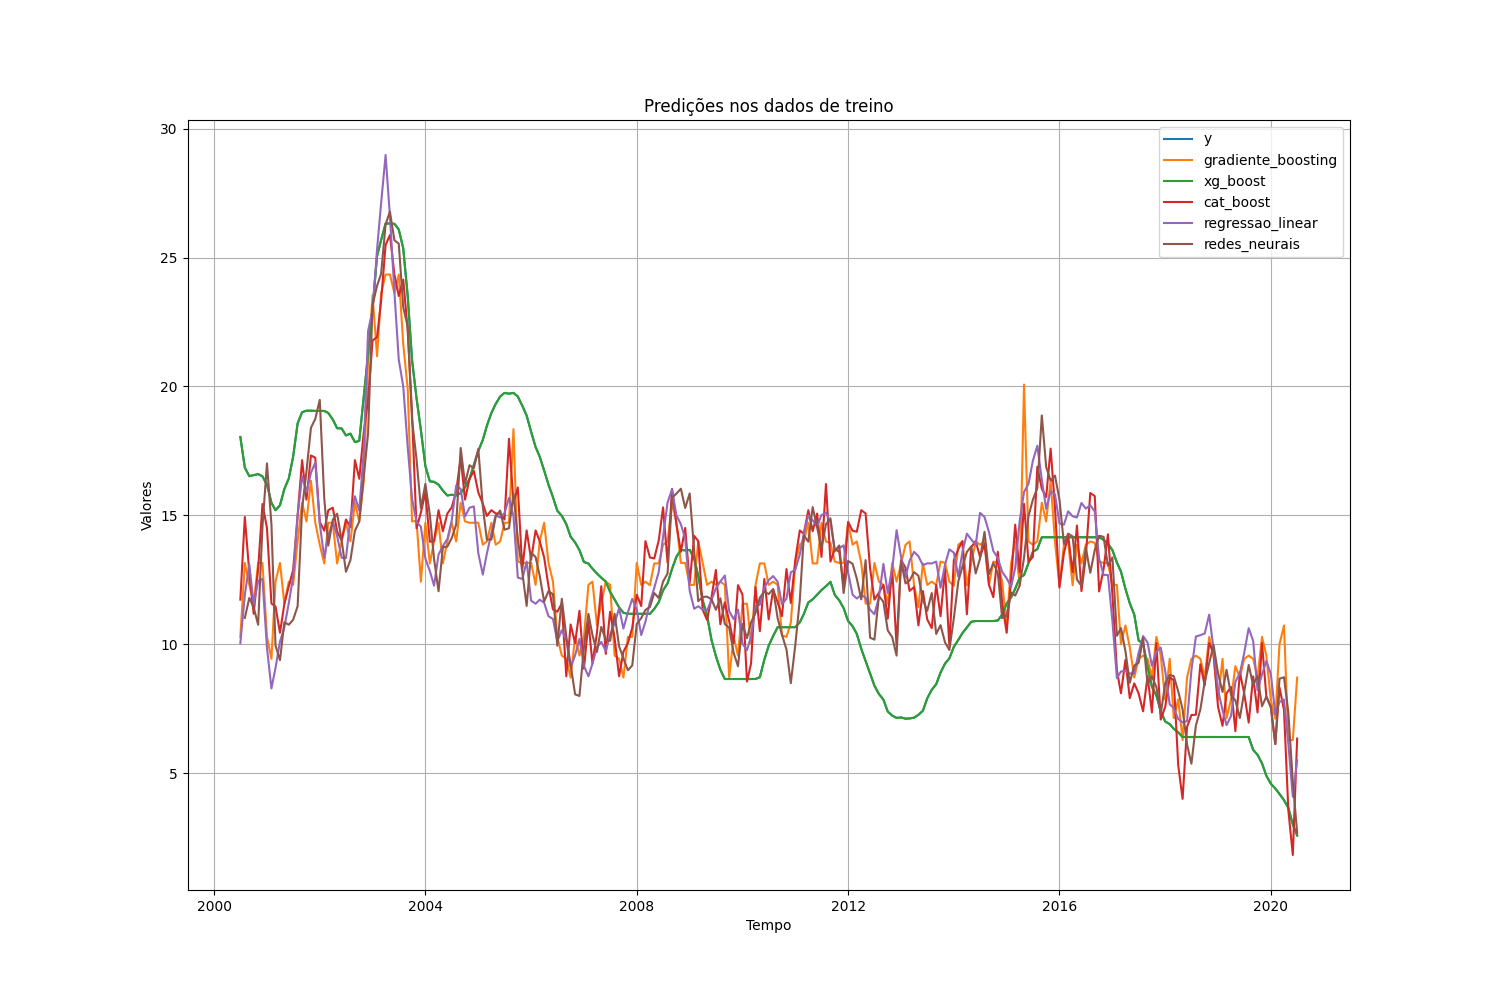 Predições nos dados de treino
y
gradiente_boosting
xg_boost
cat_boost
regressao_linear
redes_neurais
Valores
30
25
20
15
10
5
2000 2004 2008 2012 2016 2020
Tempo